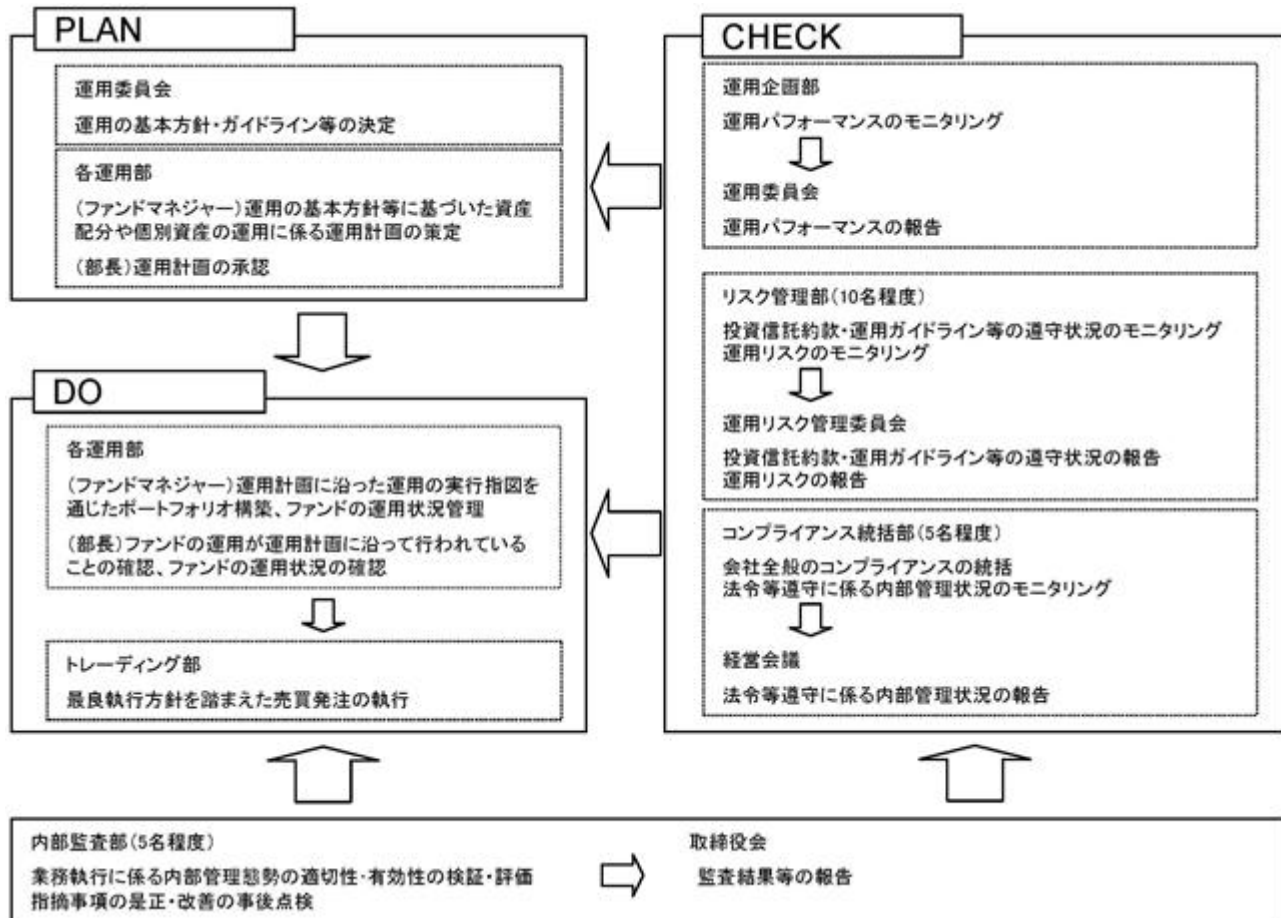 PLAN
運用委員会
運用の基本方針・ガイドライン等の決定
各運用部
(ファンドマネジャー)運用の基本方針等に基づいた資産
配分や個別資産の運用に係る運用計画の策定
(部長)運用計画の承認
DO
各運用部
(ファンドマネジャー)運用計画に沿った運用の実行指図を
通じたポートフォリオ構築、ファンドの運用状況管理
(部長)ファンドの運用が運用計画に沿って行われている
ことの確認、ファンドの運用状況の確認
トレーディング部
最良執行方針を踏まえた売買発注の執行
CHECK
運用企画部
運用パフォーマンスのモニタリング
運用委員会
運用パフォーマンスの報告
リスク管理部(10名程度)
投資信託約款・運用ガイドライン等の遵守状況のモニタリング
運用リスクのモニタリング
運用リスク管理委員会
投資信託約款・運用ガイドライン等の遵守状況の報告
運用リスクの報告
コンプライアンス統括部(5名程度)
会社全般のコンプライアンスの統括
法令等遵守に係る内部管理状況のモニタリング
経営会議
法令等遵守に係る内部管理状況の報告
内部監査部(5名程度)
業務執行に係る内部管理態勢の適切性・有効性の検証・評価
指摘事項の是正・改善の事後点検
取締役会
監査結果等の報告